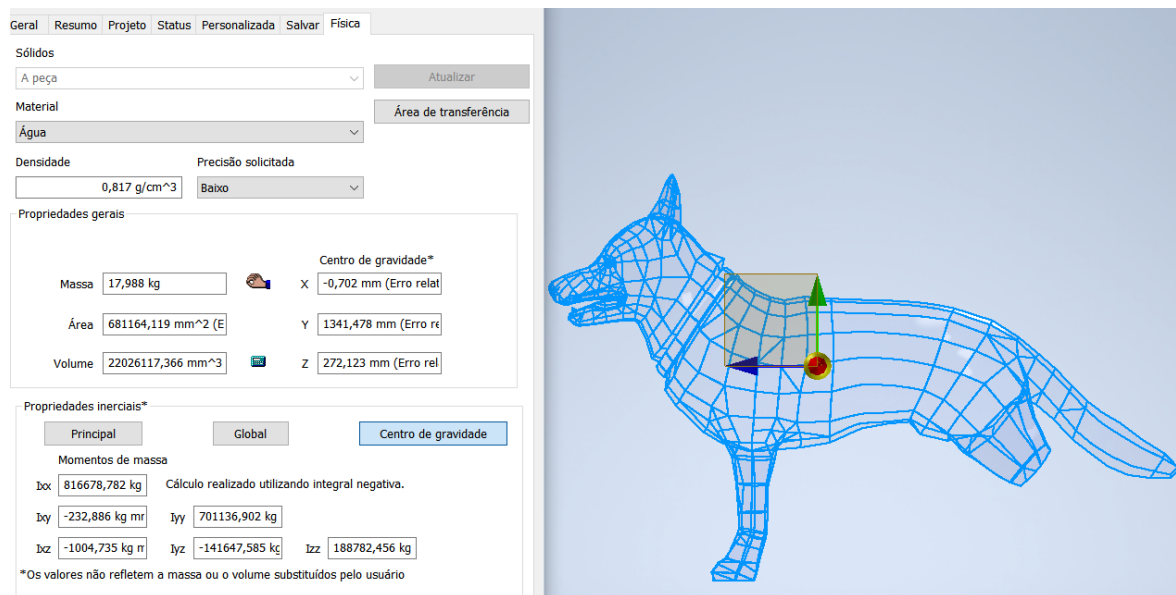 Geral Resumo Projeto Status Personalizada Salvar Física
Sólidos
A peça
Atualizar
Material
Área de transferência
Água
Densidade Precisão solicitada
0,817 g/cm^3 Baixo
Propriedades gerais
Centro de gravidade*
Massa 17,988 kg X -0,702 mm (Erro relat
Área 681164,119 mm^2 (E Y 1341,478 mm (Erro re
Volume 22026117,366 mm^3 Z 272,123 mm (Erro rel
Propriedades inerciais*
Principal Global Centro de gravidade
Momentos de massa
Ixx 816678,782 kg Cálculo realizado utilizando integral negativa.
Ixy -232,886 kg mr Iyy 701136,902 kg
Ixz -1004,735 kg m Iyz -141647,585 kg Izz 188782,456 kg
*Os valores não refletem a massa ou o volume substituídos pelo usuário